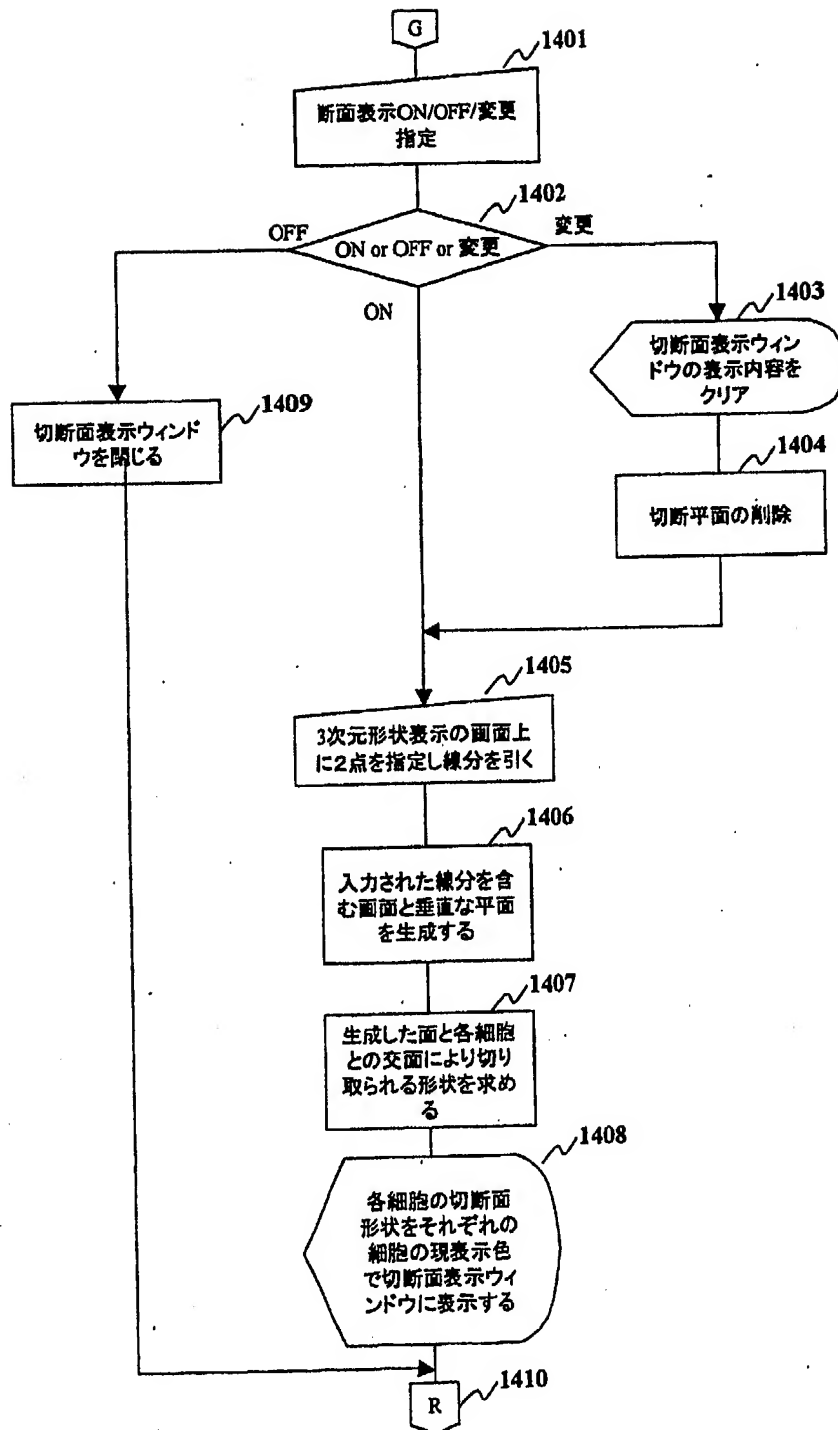 G
1401
断面表示ON/OFF/変更
指定
1402
OFF
ON or OFF or 変更
変更
ON
1403
切断面表示ウィン
ドウの表示内容を
クリア
1409
切断面表示ウィンド
ウを閉じる
1404
切断平面の削除
1405
3次元形状表示の画面上
に2点を指定し線分を引く
1406
入力された線分を含
む画面と垂直な平面
を生成する
1407
生成した面と各細胞
との交面により切り
取られる形状を求め
る
1408
各細胞の切断面
形状をそれぞれの
細胞の現表示色
で切断面表示ウィ
ンドウに表示する
R
1410